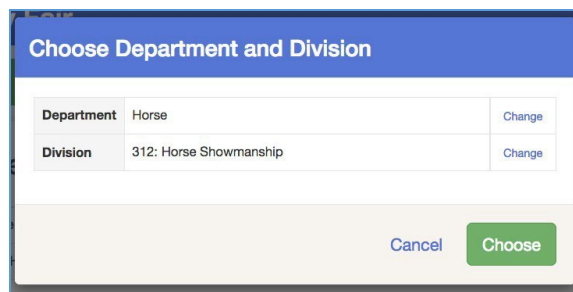 Choose Department and Division
Department Horse Change
Division 312: Horse Showmanship Change
Cancel Choose